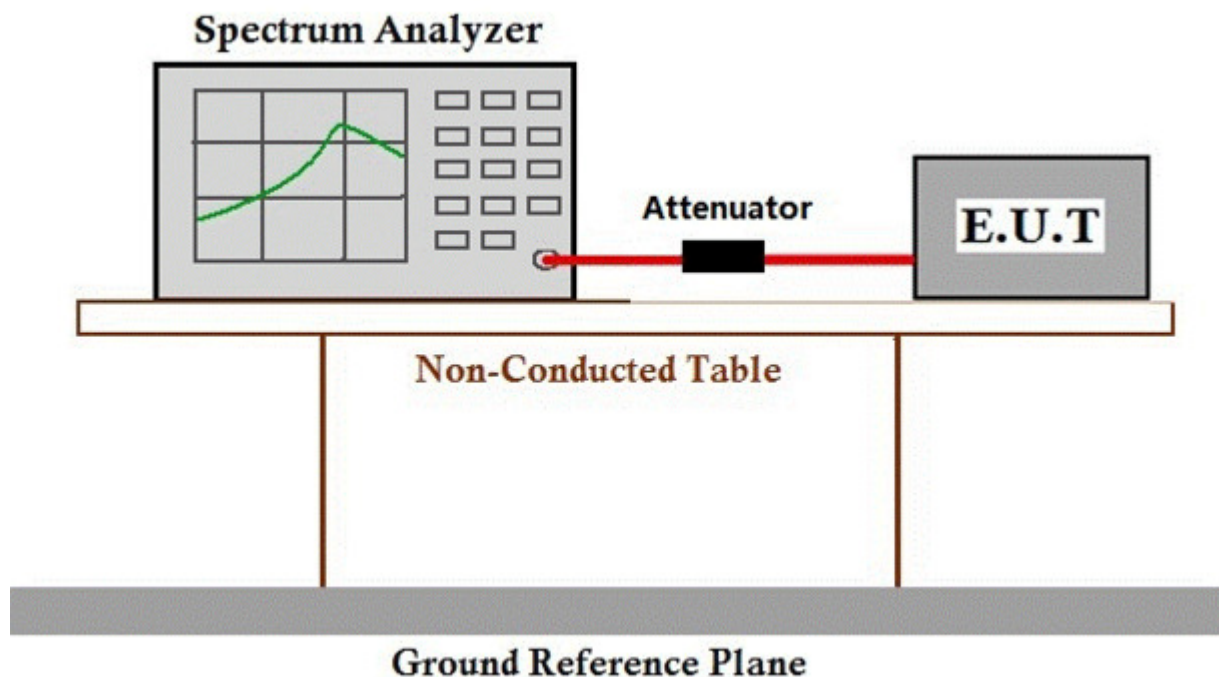 Spectrum Analyzer
Attenuator
E.U.T
Non-Conducted Table
Ground Reference Plane